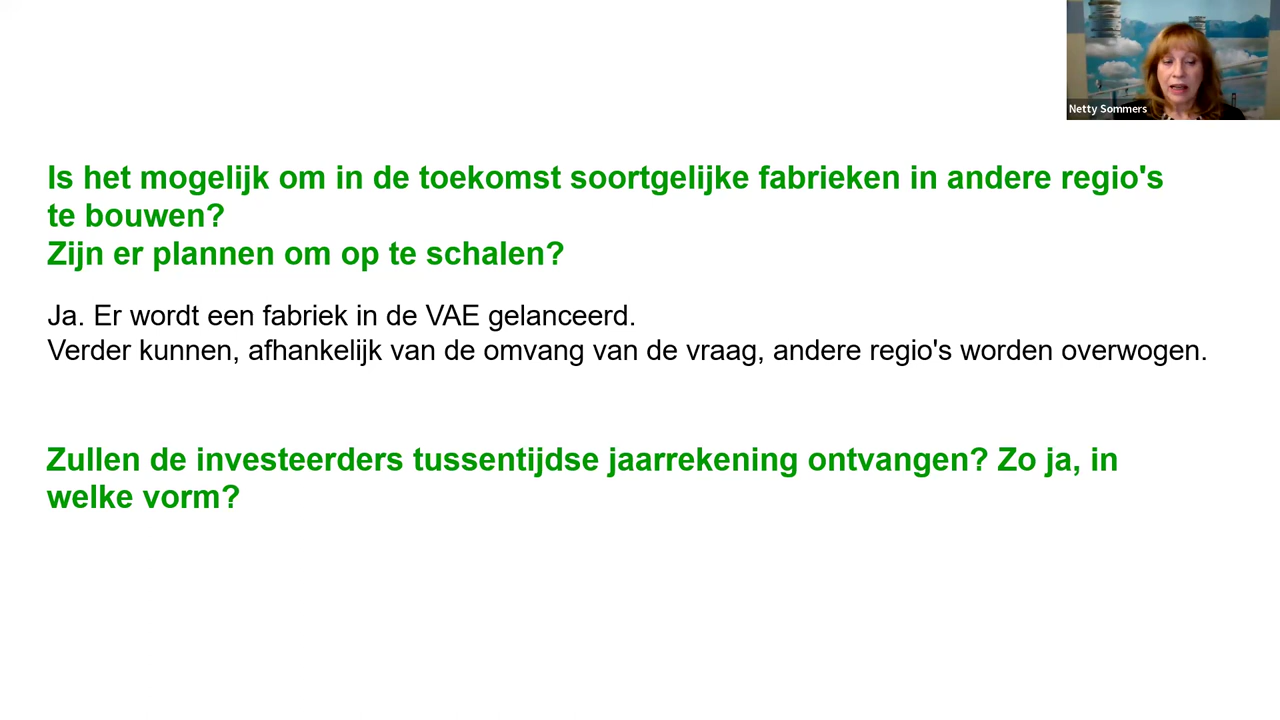 Netty Sommers
Is het mogelijk om in de toekomst soortgelijke fabrieken in andere regio's
te bouwen?
Zijn er plannen om op te schalen?
Ja. Er wordt een fabriek in de VAE gelanceerd.
Verder kunnen, afhankelijk van de omvang van de vraag, andere regio's worden overwogen.
Zullen de investeerders tussentijdse jaarrekening ontvangen? Zo ja, in
welke vorm?